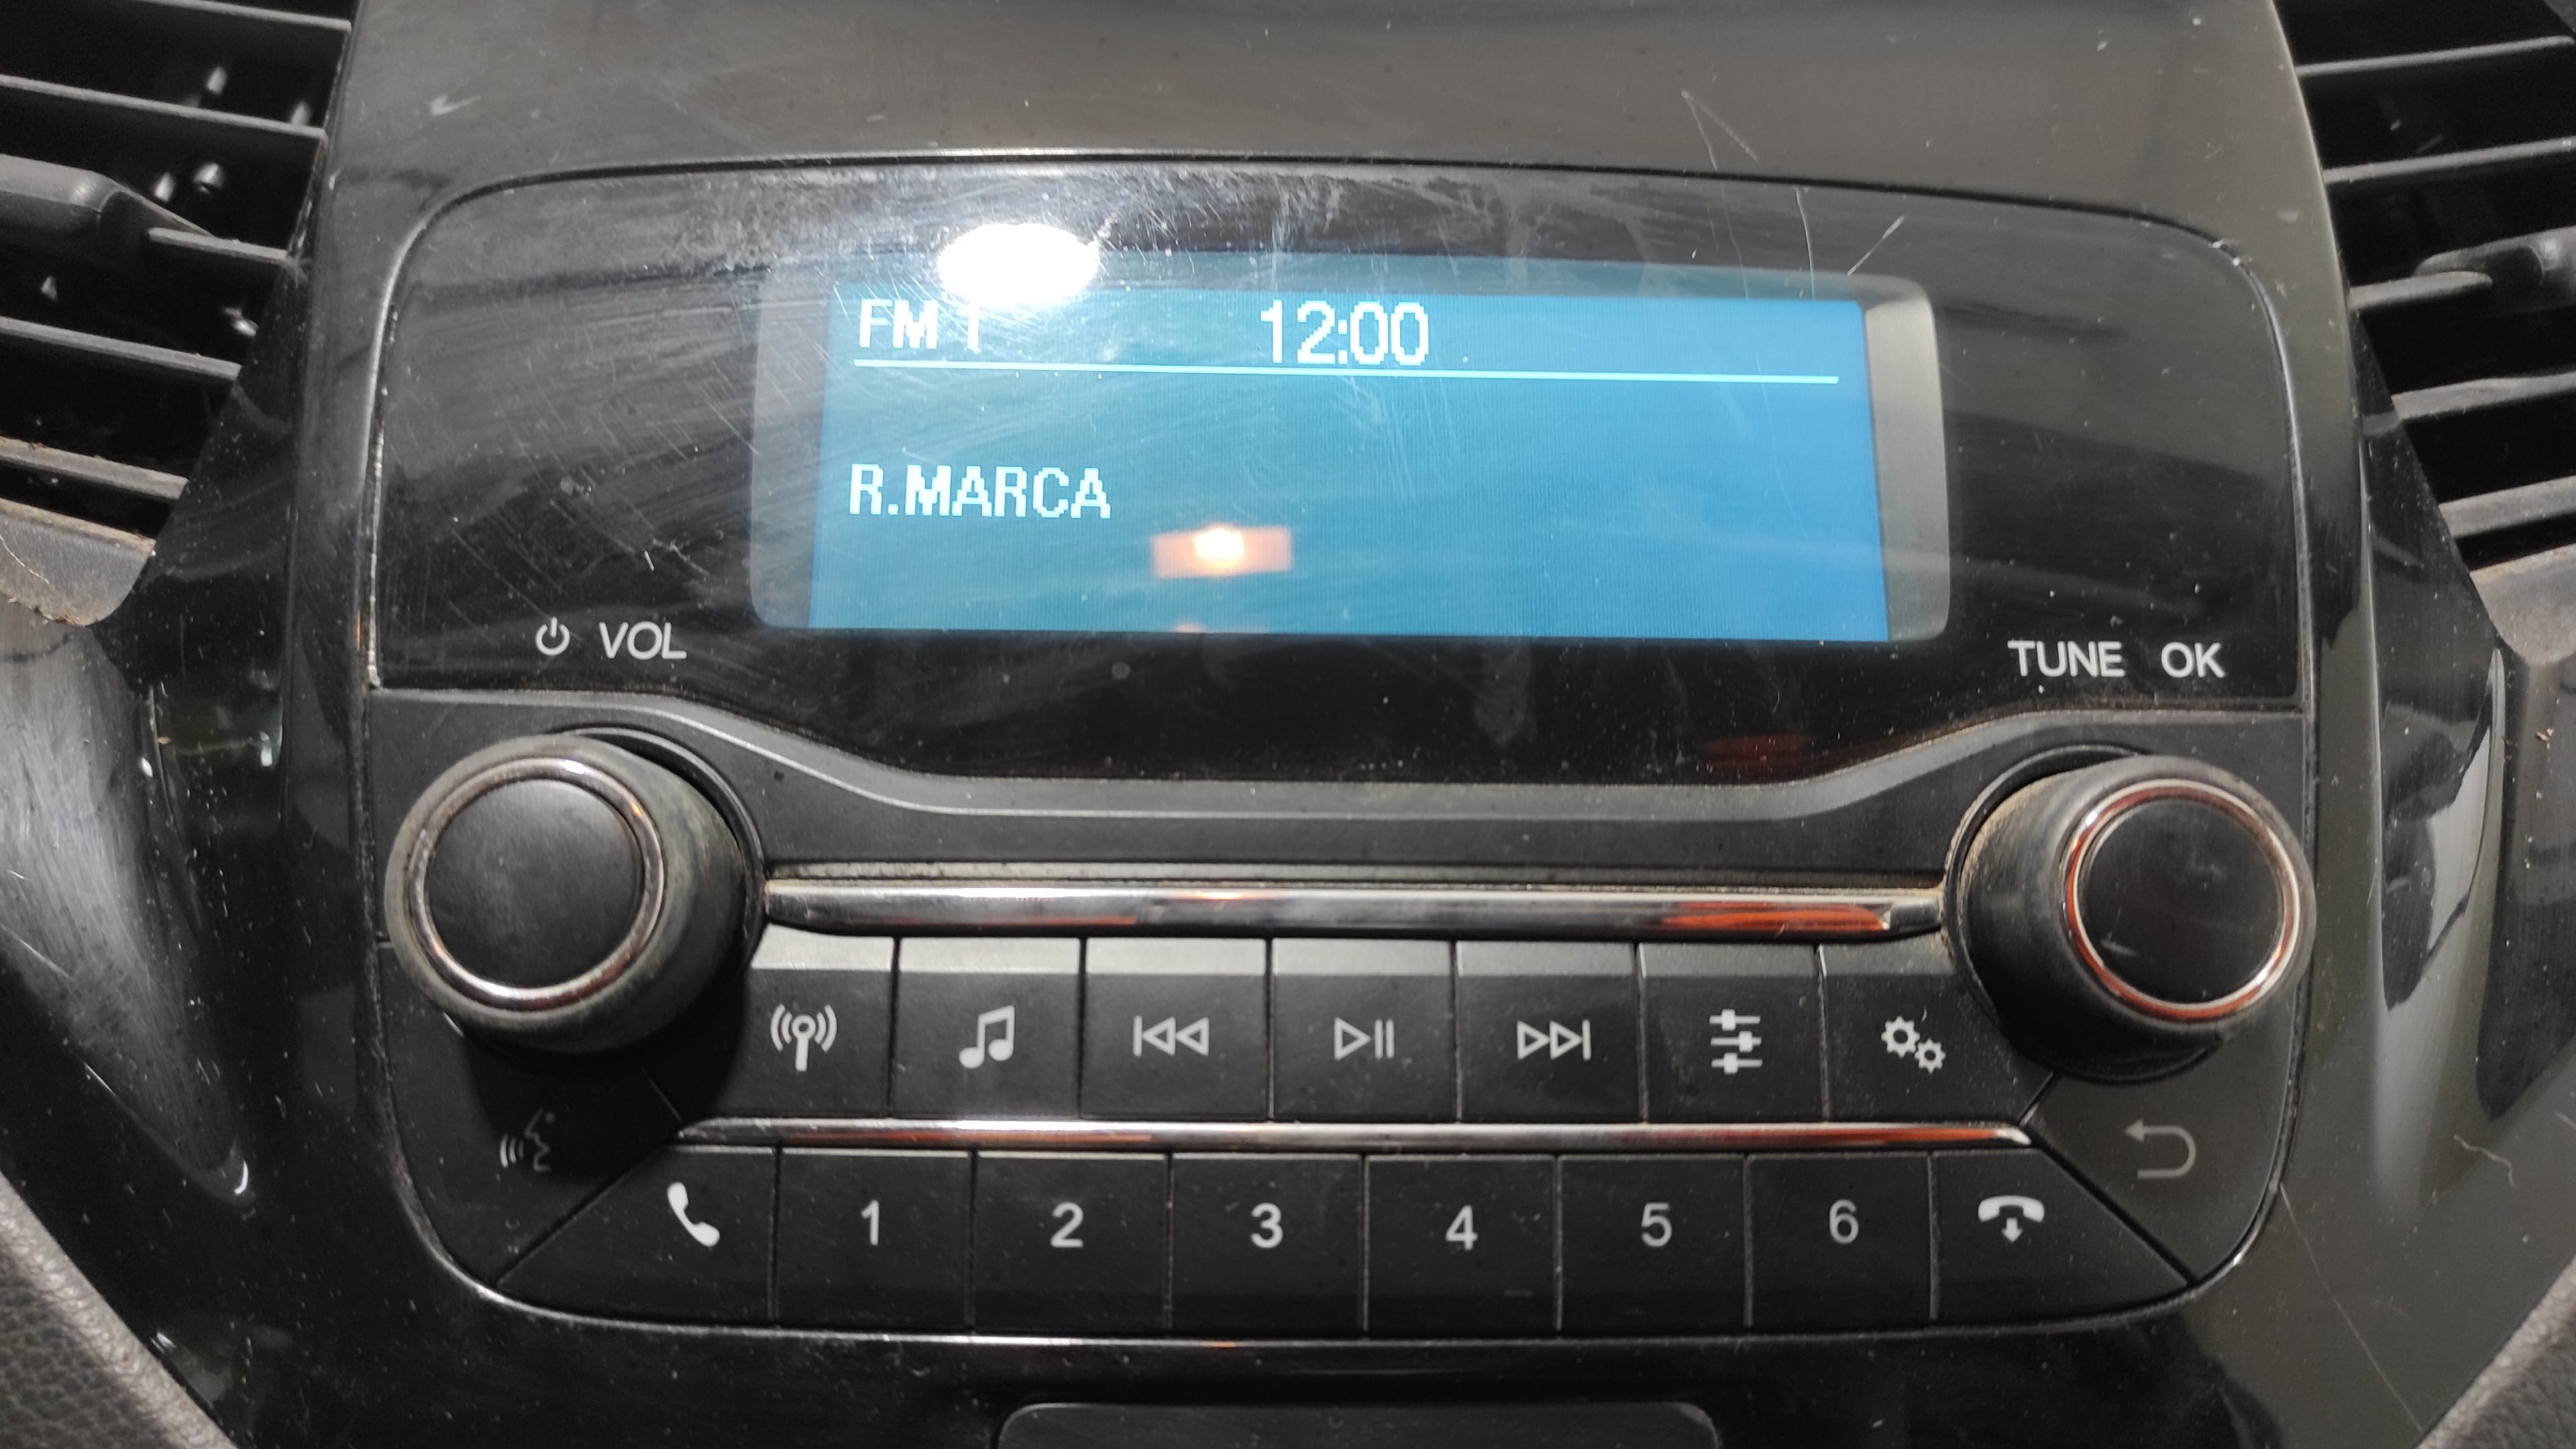 FM 1 12:00
R.MARCA
VOL
TUNE OK
1 2 3 4 5 6